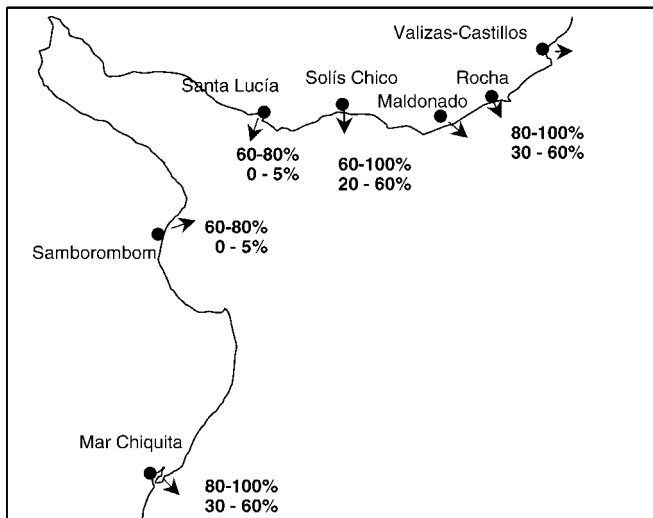 Valizas-Castillos
Rocha
Solís Chico
Santa Lucía
Maldonado
80-100%
30 - 60%
60-80%
0 - 5%
60-100%
20 - 60%
60-80%
0 - 5%
Samborombom
Mar Chiquita
80-100%
30 - 60%